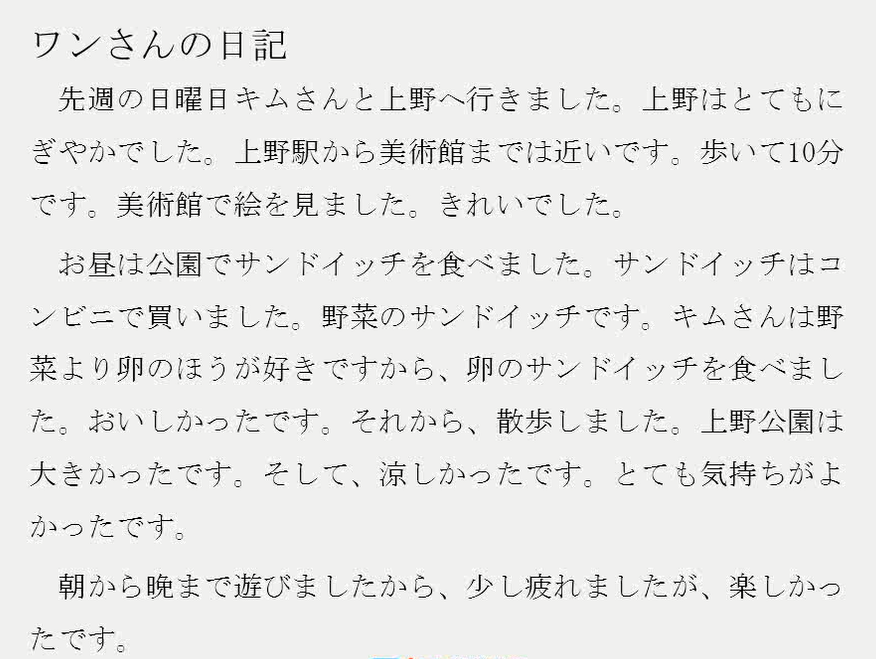 ワンさんの日記
先週の日曜日キムさんと上野へ行きました。上野はとてもに
ぎやかでした。上野駅から美術館までは近いです。歩いて10分
です。美術館で絵を見ました。きれいでした。
お昼は公園でサンドイッチを食べました。サンドイッチはコ
ンビニで買いました。野菜のサンドイッチです。キムさんは野
菜より卵のほうが好きですから、卵のサンドイッチを食べまし
た。おいしかったです。それから、散歩しました。上野公園は
大きかったです。そして、涼しかったです。とても気持ちがよ
かったです。
朝から晩まで遊びましたから、少し疲れましたが、楽しかっ
たです。